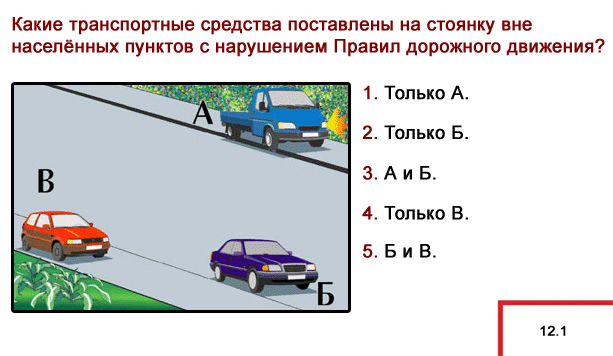 Какие транспортные средства поставлены на стоянку вне
населённых пунктов с нарушением Правил дорожного движения?
А
1. Только А.
2. Только Б.
В
3. А и Б.
4. Только В.
5. Б и В.
Б
12.1